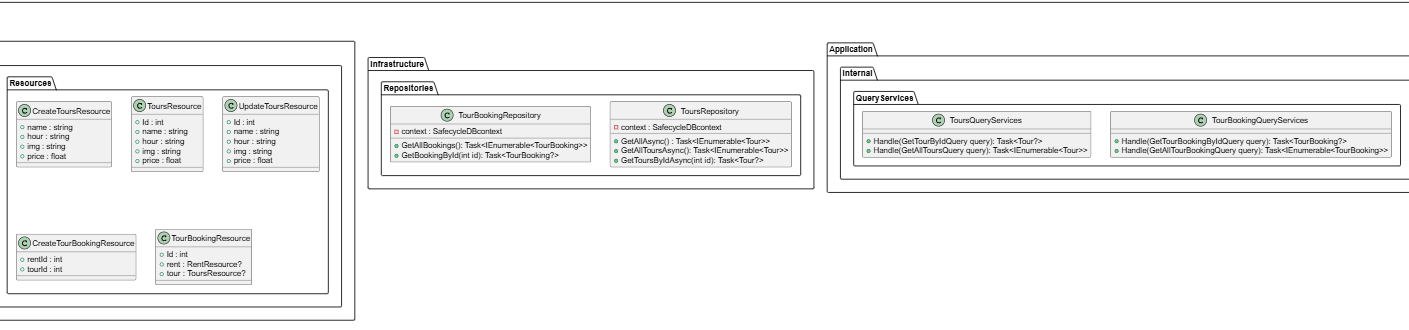 Resources
C CreateToursResource
name : string
hour : string
img : string
price : float
C ToursResource
Id : int
name : string
hour : string
img : string
price : float
C UpdateToursResource
Id : int
name : string
hour : string
img : string
price : float
C CreateTourBookingResource
rentId : int
tourId : int
C TourBookingResource
Id : int
rent : RentResource?
tour : ToursResource?
Infrastructure
Repositories
C TourBookingRepository
context : SafecycleDBcontext
GetAllBookings(): Task<IEnumerable<TourBooking>>
GetBookingById(int id): Task<TourBooking?>
C ToursRepository
context : SafecycleDBcontext
GetAllAsync() : Task<IEnumerable<Tour>>
GetAllToursAsync(): Task<IEnumerable<Tour>>
GetToursByIdAsync(int id): Task<Tour?>
Application
Internal
QueryServices
C ToursQueryServices
Handle(GetTourByIdQuery query): Task<Tour?>
Handle(GetAllToursQuery query): Task<IEnumerable<Tour>>
C TourBookingQueryServices
Handle(GetTourBookingByIdQuery query): Task<TourBooking?>
Handle(GetAllTourBookingQuery query): Task<IEnumerable<TourBooking>>